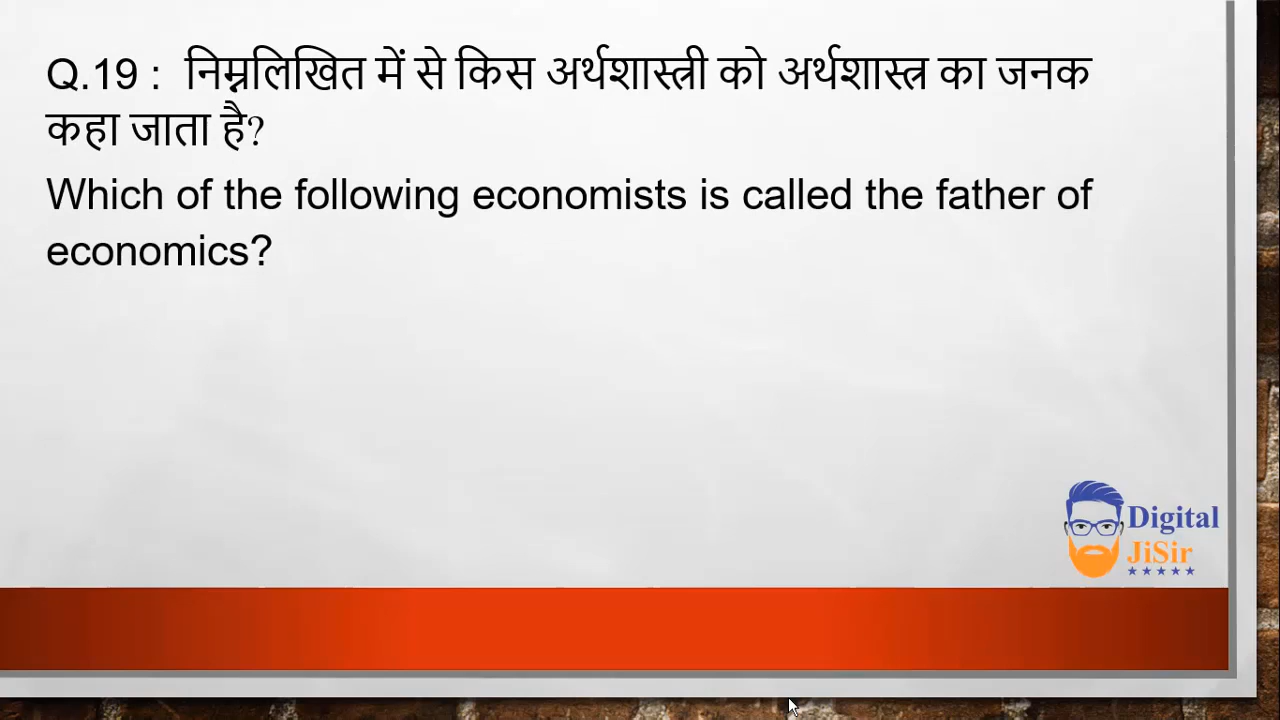 Q.19 : निम्नलिखित में से किस अर्थशास्त्री को अर्थशास्त्र का जनक
कहा जाता है?
Which of the following economists is called the father of
economics?
Digital
JiSir